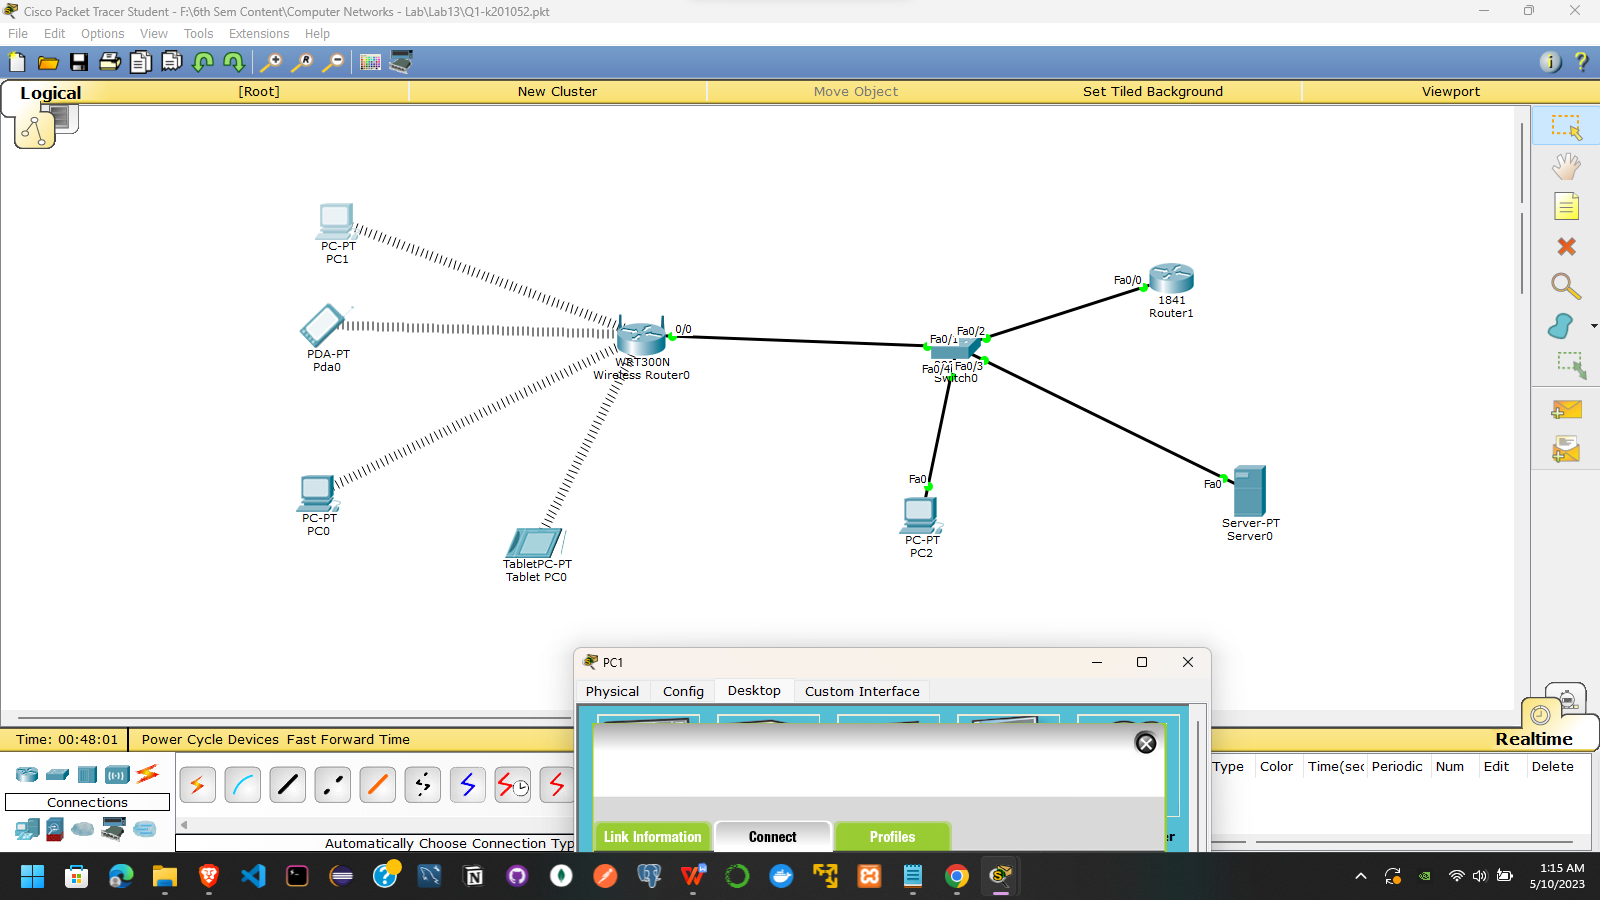 Cisco Packet Tracer Student - F:\6th Sem Content\Computer Networks - Lab\Lab13\Q1-k201052.pkt
File Edit Options View Tools Extensions Help
Logical [Root] New Cluster Move Object Set Tiled Background Viewport
PC-PT
PC1
PDA-PT
Pda0
PC-PT
PC0
TabletPC-PT
Tablet PC0
0/0
WRT300N
Wireless Router0
Fa0/0
1841
Router1
Fa0/2
Fa0/1
Fa0/4
Fa0/3
Switch0
Fa0
PC-PT
PC2
Fa0
Server-PT
Server0
PC1
Physical Config Desktop Custom Interface
Link Information Connect Profiles
er
Time: 00:48:01 Power Cycle Devices Fast Forward Time
Realtime
Connections
Automatically Choose Connection Typ
Type Color Time(sec Periodic Num Edit Delete
1:15 AM
5/10/2023